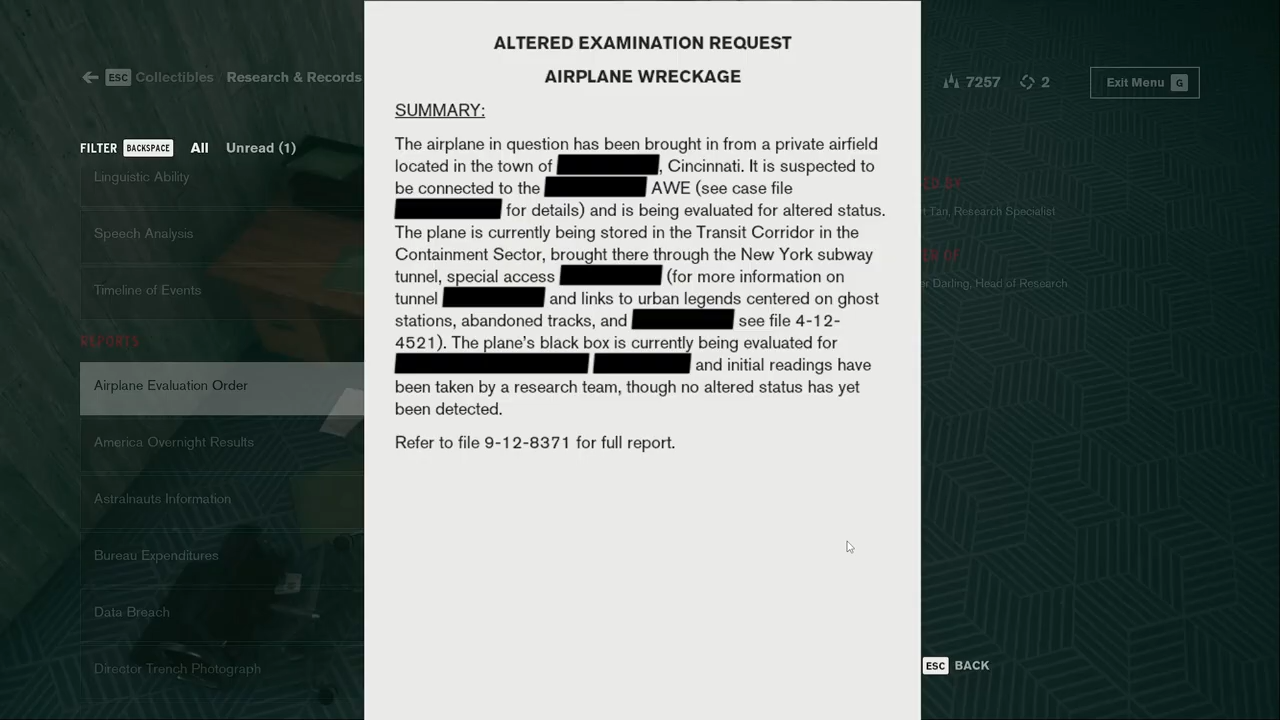 ALTERED EXAMINATION REQUEST
AIRPLANE WRECKAGE
ESC Collectibles Research & Records
7257 2 Exit Menu G
SUMMARY:
The airplane in question has been brought in from a private airfield
located in the town of , Cincinnati. It is suspected to
be connected to the AWE (see case file
for details) and is being evaluated for altered status.
The plane is currently being stored in the Transit Corridor in the
Containment Sector, brought there through the New York subway
tunnel, special access (for more information on
tunnel and links to urban legends centered on ghost
stations, abandoned tracks, and see file 4-12-
4521). The plane's black box is currently being evaluated for
and initial readings have
been taken by a research team, though no altered status has yet
been detected.
Refer to file 9-12-8371 for full report.
FILTER BACKSPACE All Unread (1)
Linguistic Ability
Speech Analysis
Timeline of Events
REPORTS
Airplane Evaluation Order
America Overnight Results
Astralnauts Information
Bureau Expenditures
Data Breach
Director Trench Photograph
Tan, Research Specialist
Darling, Head of Research
ESC BACK